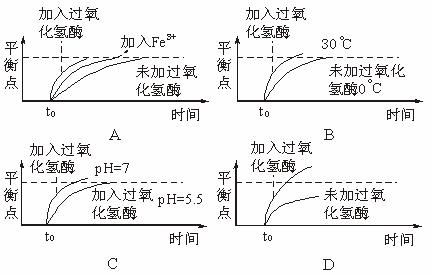 加入过氧
化氢酶
加入Fe³⁺
平衡点
未加过氧
化氢酶
t₀
时间
A
加入过氧
化氢酶
30℃
平衡点
未加过氧化
氢酶0℃
t₀
时间
B
加入过氧
化氢酶
pH=7
平衡点
加入过氧
化氢酶
pH=5.5
t₀
时间
C
加入过氧
化氢酶
平衡点
未加过氧
化氢酶
t₀
时间
D